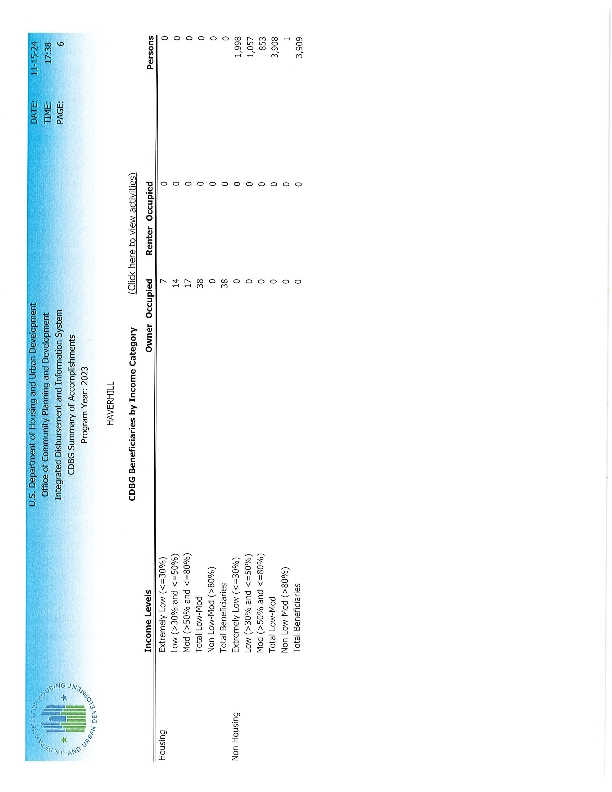 U.S. Department of Housing and Urban Development
Office of Community Planning and Development
Integrated Disbursement and Information System
CDBG Summary of Accomplishments
Program Year: 2023
DATE: 11-15-24
TIME: 17:38
PAGE: 6
HAVERHILL
CDBG Beneficiaries by Income Category (Click here to view activities)
Income Levels Owner Occupied Renter Occupied Persons
Housing Extremely Low (<=30%) 7 0 0
Low (>30% and <=50%) 14 0 0
Mod (>50% and <=80%) 17 0 0
Total Low-Mod 38 0 0
Non Low-Mod (>80%) 0 0 0
Total Beneficiaries 38 0 0
Non Housing Extremely Low (<=30%) 0 0 1,998
Low (>30% and <=50%) 0 0 1,057
Mod (>50% and <=80%) 0 0 853
Total Low-Mod 0 0 3,908
Non Low-Mod (>80%) 0 0 1
Total Beneficiaries 0 0 3,909